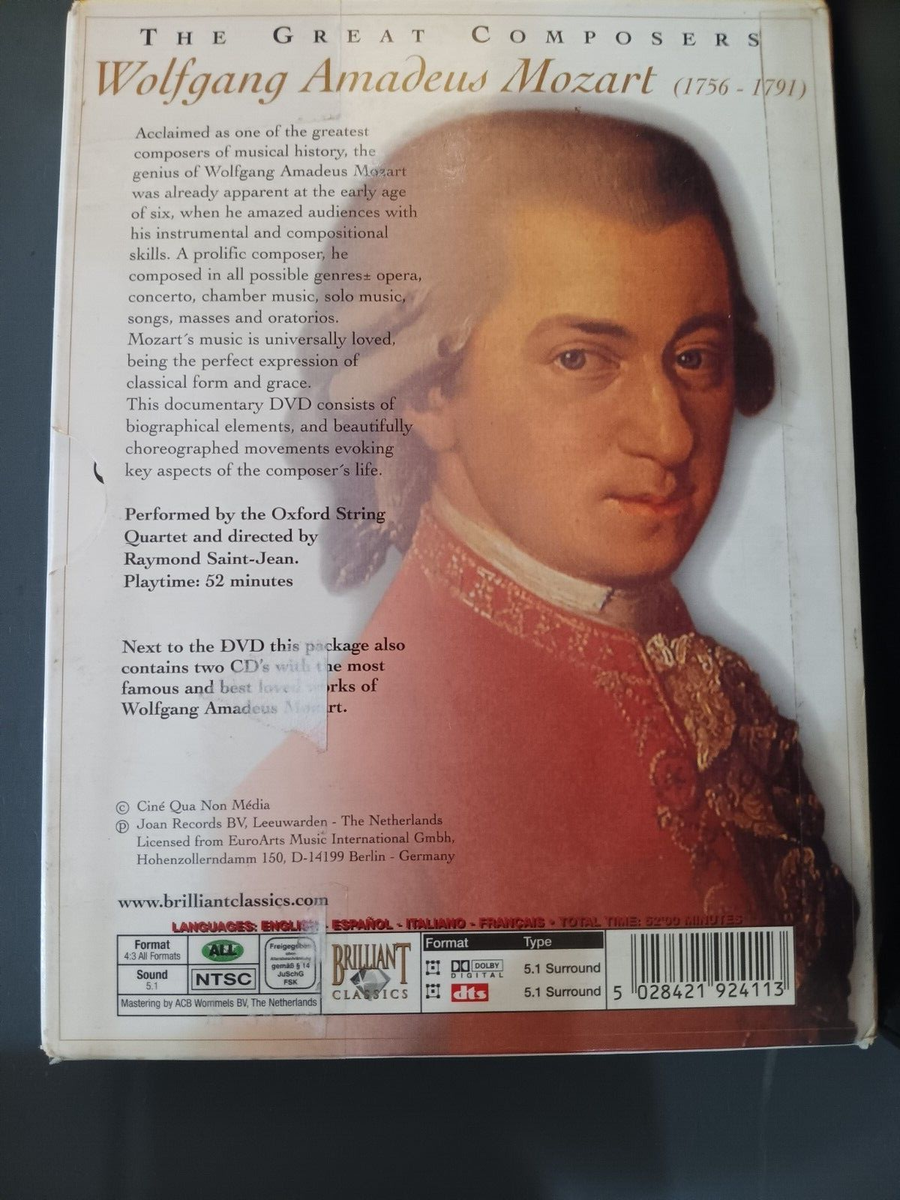 THE GREAT COMPOSERS
Wolfgang Amadeus Mozart (1756 - 1791)
Acclaimed as one of the greatest
composers of musical history, the
genius of Wolfgang Amadeus Mozart
was already apparent at the early age
of six, when he amazed audiences with
his instrumental and compositional
skills. A prolific composer, he
composed in all possible genres± opera,
concerto, chamber music, solo music,
songs, masses and oratorios.
Mozart´s music is universally loved,
being the perfect expression of
classical form and grace.
This documentary DVD consists of
biographical elements, and beautifully
choreographed movements evoking
key aspects of the composer´s life.
Performed by the Oxford String
Quartet and directed by
Raymond Saint-Jean.
Playtime: 52 minutes
Next to the DVD this package also
contains two CD's with the most
famous and best loved works of
Wolfgang Amadeus Mozart.
© Ciné Qua Non Média
℗ Joan Records BV, Leeuwarden - The Netherlands
Licensed from EuroArts Music International Gmbh,
Hohenzollerndamm 150, D-14199 Berlin - Germany
www.brilliantclassics.com
LANGUAGES: ENGLISH - ESPAÑOL - ITALIANO - FRANCAIS • TOTAL TIME: 52'00 MINUTES
Format
4:3 All Formats
ALL
Sound
5.1
NTSC
Freigegeben
gemäß § 14
JuSchG
FSK
Mastering by ACB Wommels BV, The Netherlands
BRILLIANT
CLASSICS
Format Type
DOLBY DIGITAL 5.1 Surround
dts 5.1 Surround
5 028421 924113